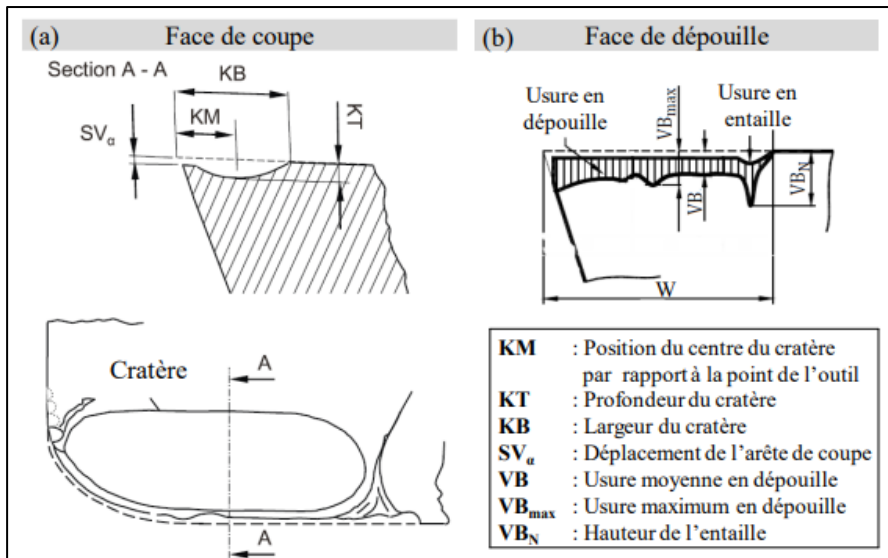 (a) Face de coupe
Section A - A
KB
KM
KT
SVα
Cratère
A
A
(b) Face de dépouille
Usure en
dépouille
VBmax
Usure en
entaille
VB
VBN
W
KM : Position du centre du cratère
par rapport à la point de l'outil
KT : Profondeur du cratère
KB : Largeur du cratère
SVα : Déplacement de l'arête de coupe
VB : Usure moyenne en dépouille
VBmax : Usure maximum en dépouille
VBN : Hauteur de l'entaille